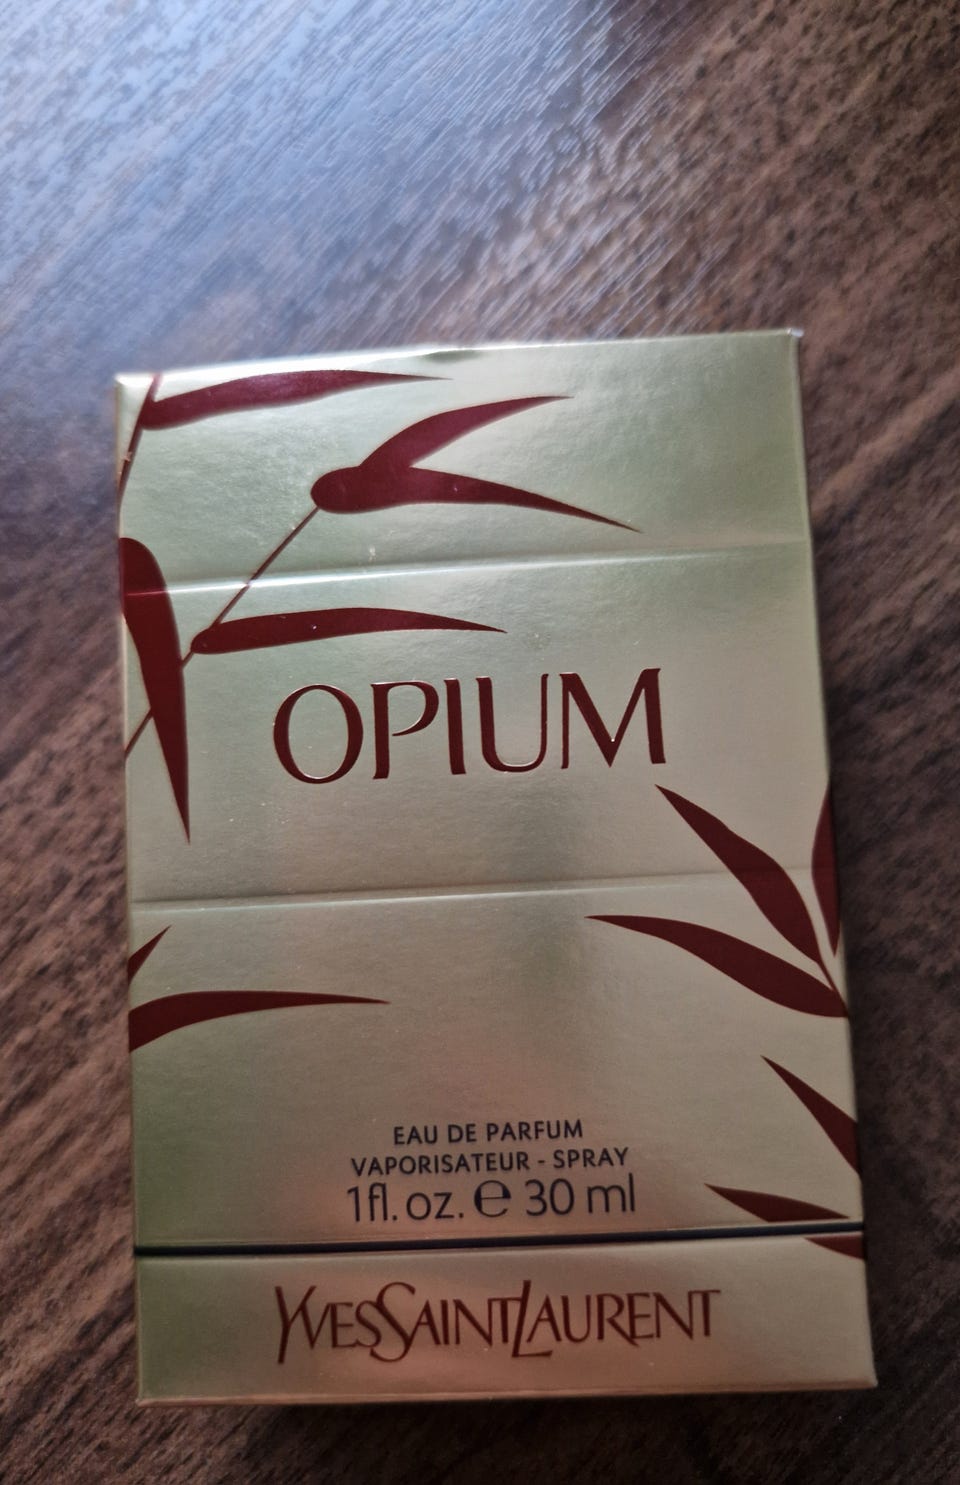 OPIUM
EAU DE PARFUM
VAPORISATEUR - SPRAY
1fl. oz. ℮ 30 ml
YVESSAINTLAURENT